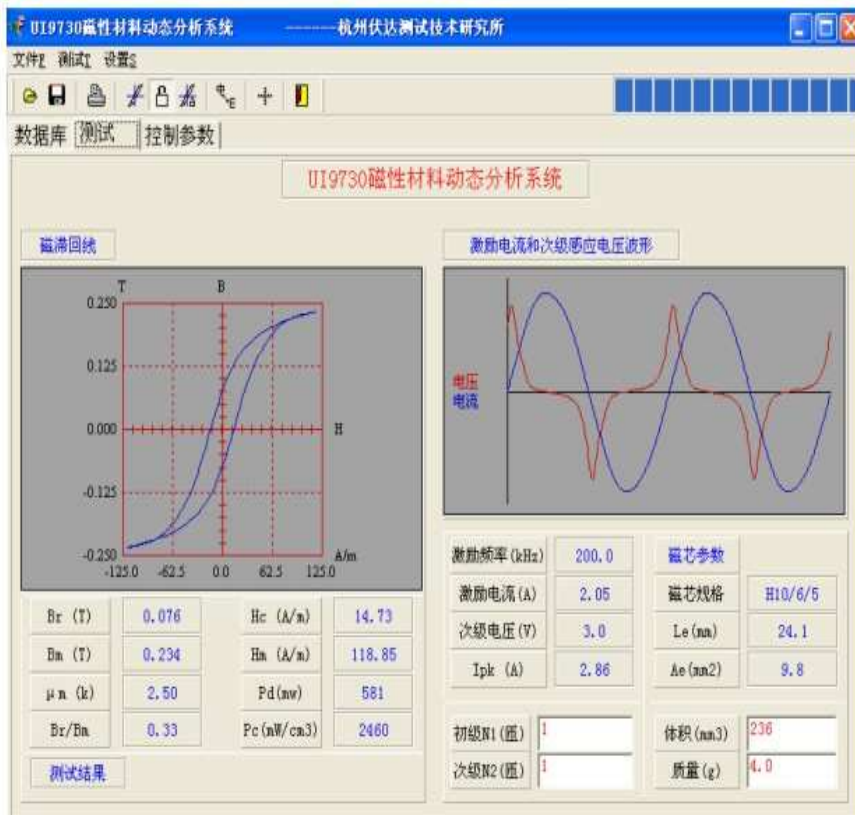 UI9730磁性材料动态分析系统 ------杭州伏达测试技术研究所
文件F 测试T 设置S
数据库 测试 控制参数
UI9730磁性材料动态分析系统
磁滞回线
T B
0.250
0.125
0.000 H
-0.125
-0.250 A/m
-125.0 -62.5 0.0 62.5 125.0
Br (T) 0.076 Hc (A/m) 14.73
Bm (T) 0.234 Hm (A/m) 118.85
μm (k) 2.50 Pd(mw) 581
Br/Bm 0.33 Pc(mW/cm3) 2460
测试结果
激励电流和次级感应电压波形
电压
电流
激励频率(kHz) 200.0 磁芯参数
激励电流(A) 2.05 磁芯规格 H10/6/5
次级电压(V) 3.0 Le(mm) 24.1
Ipk (A) 2.86 Ae(mm2) 9.8
初级N1(匝) 1 体积(mm3) 236
次级N2(匝) 1 质量(g) 4.0